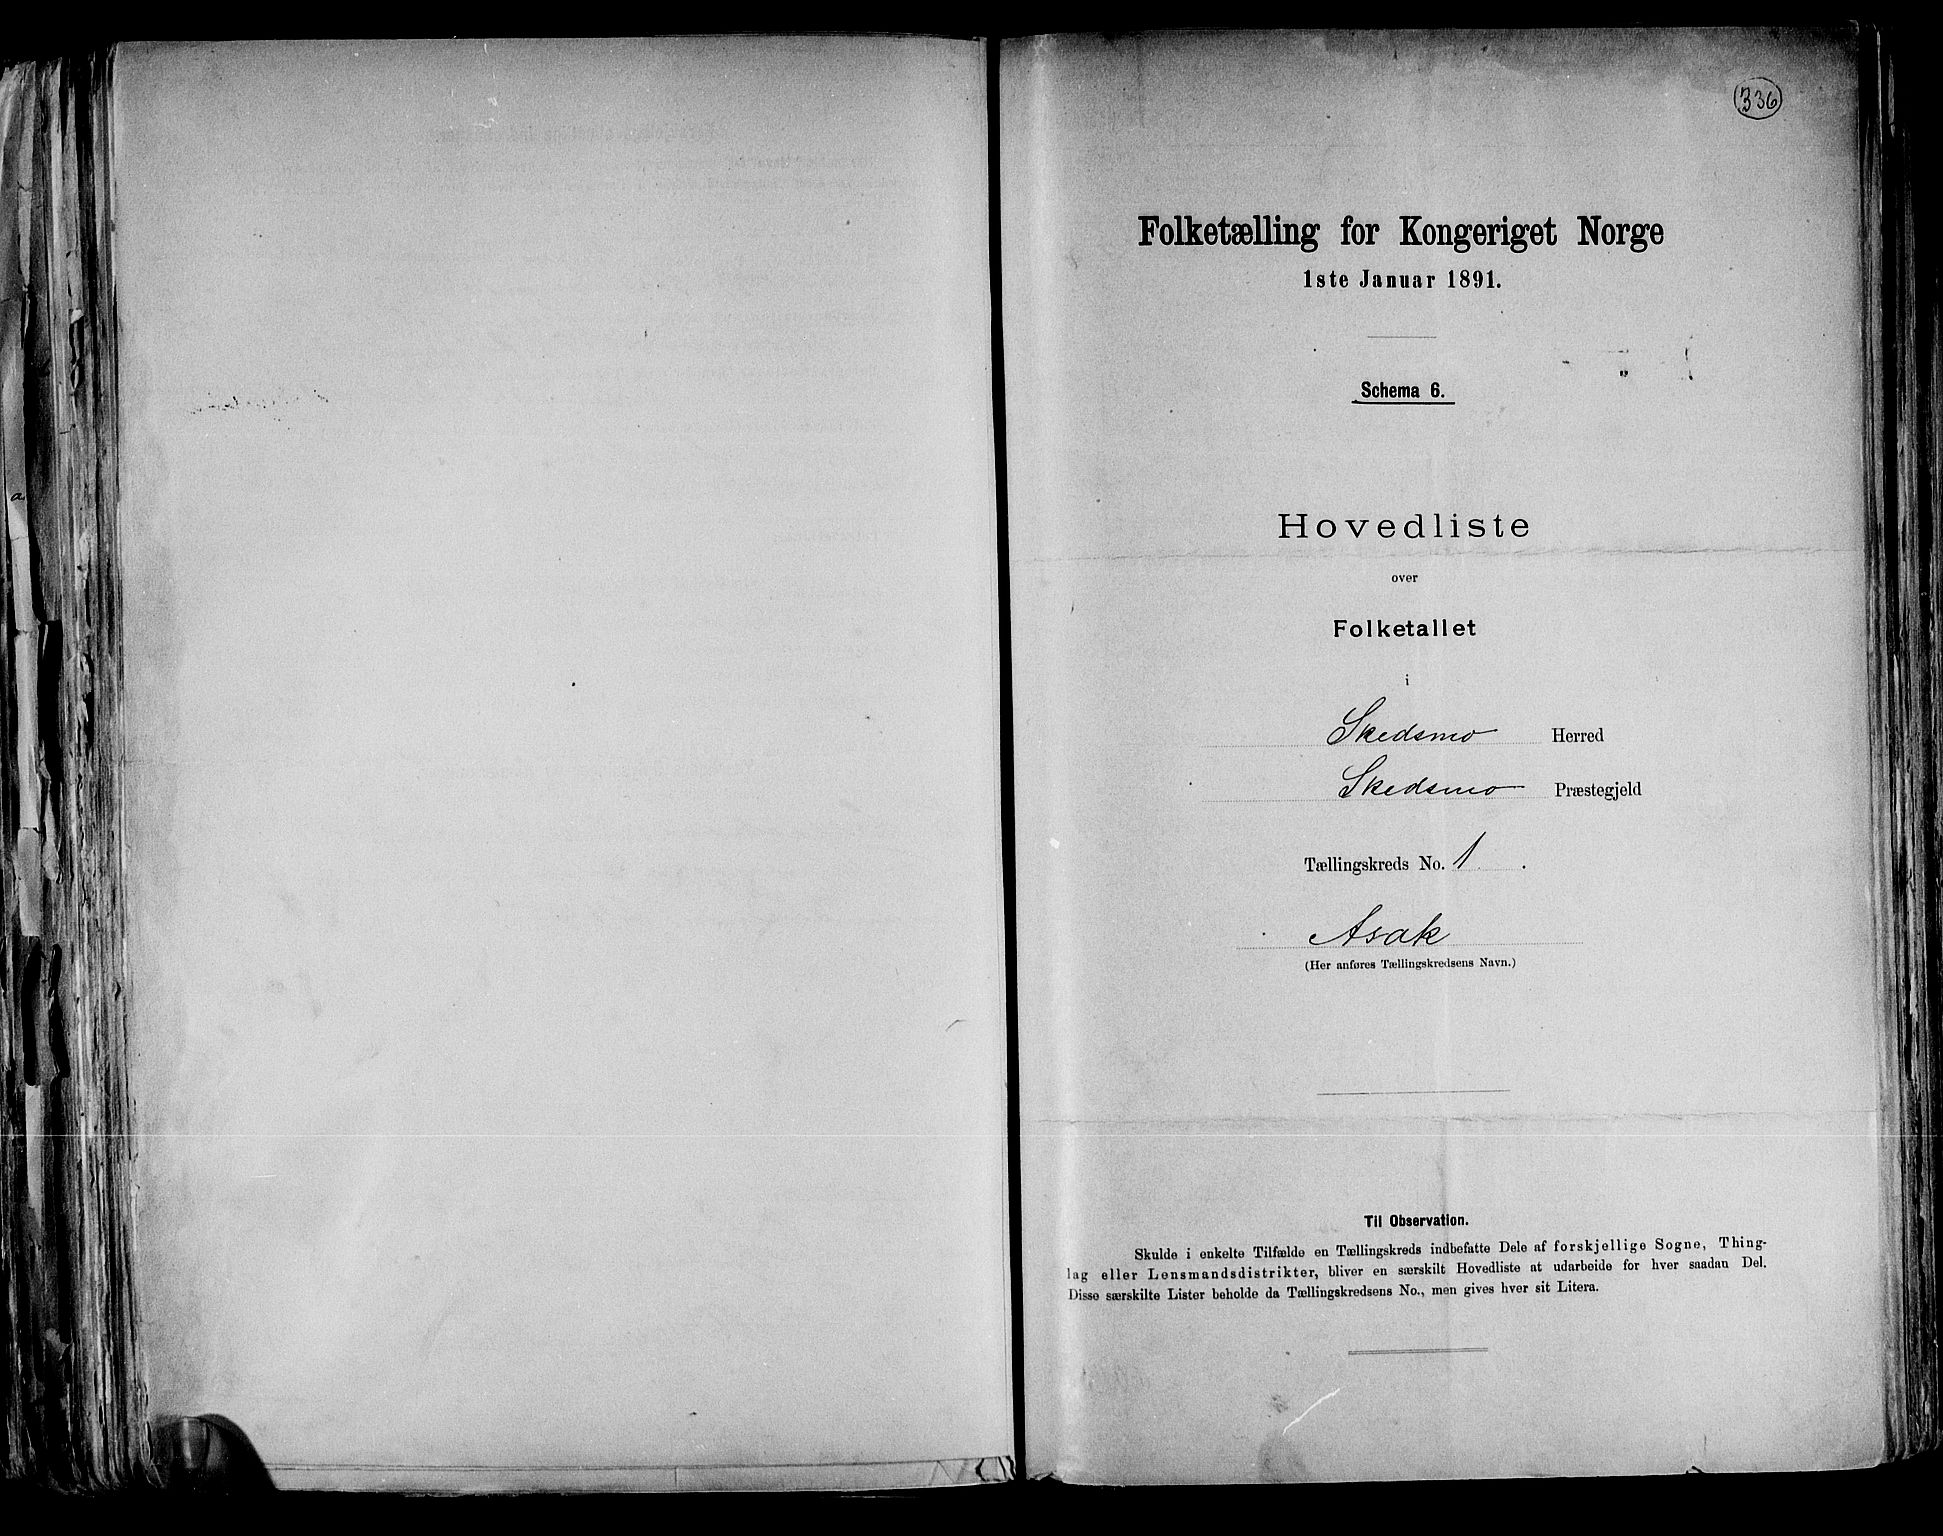 336
Folketælling for Kongeriget Norge
1ste Januar 1891.
Schema 6.
Hovedliste
over
Folketallet
i
Skedsmo Herred
Skedsmo Præstegjeld
Tællingskreds No. 1.
Asak
(Her anføres Tællingskredsens Navn.)
Til Observation.
Skulde i enkelte Tilfælde en Tællingskreds indbefatte Dele af forskjellige Sogne, Thing-
lag eller Lensmandsdistrikter, bliver en særskilt Hovedliste at udarbeide for hver saadan Del.
Disse særskilte Lister beholde da Tællingskredsens No., men gives hver sit Litera.